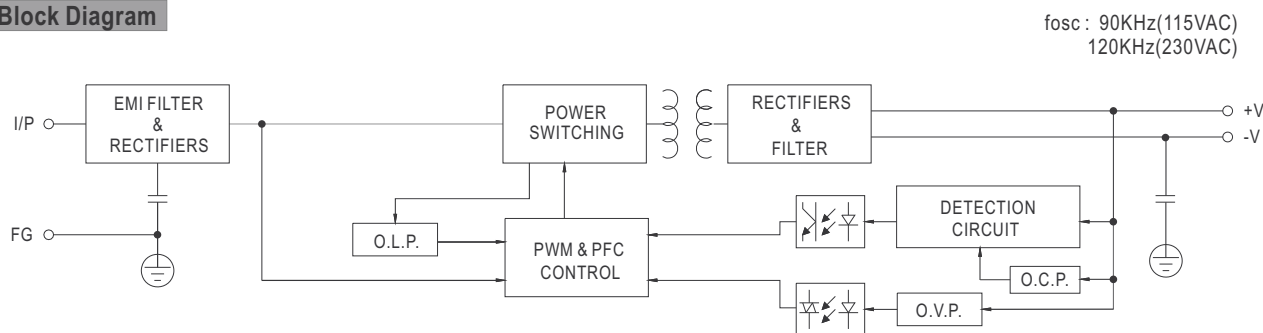 Block Diagram
fosc : 90KHz(115VAC)
120KHz(230VAC)
I/P
EMI FILTER
&
RECTIFIERS
POWER
SWITCHING
RECTIFIERS
&
FILTER
+V
-V
FG
O.L.P.
PWM & PFC
CONTROL
DETECTION
CIRCUIT
O.C.P.
O.V.P.